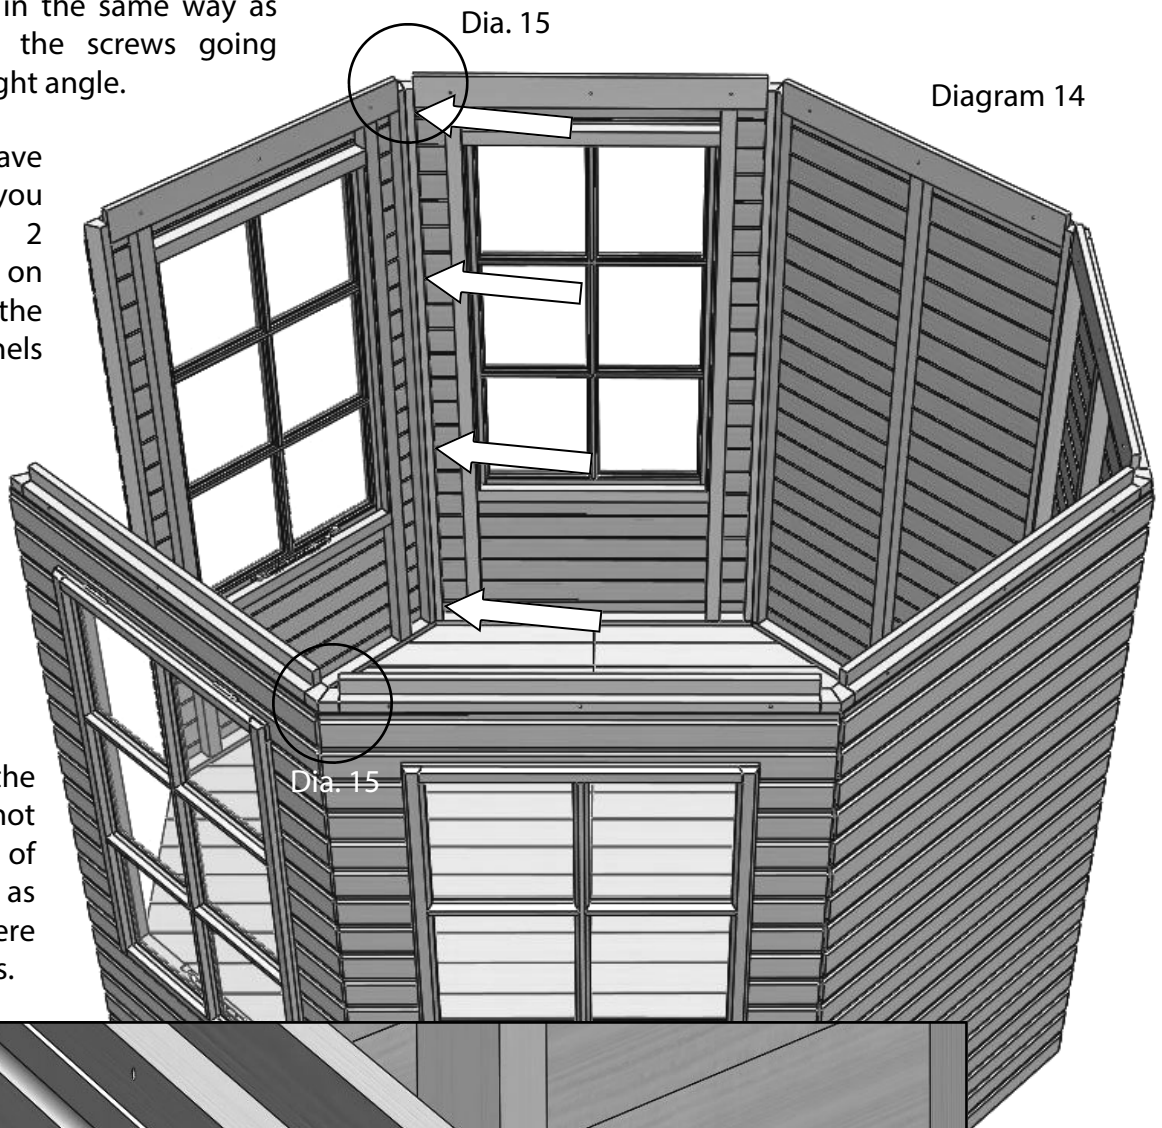 in the same way as
the screws going
ght angle.
ave
you
2
on
the
nels
the
not
of
as
ere
s.
Dia. 15
Diagram 14
Dia. 15